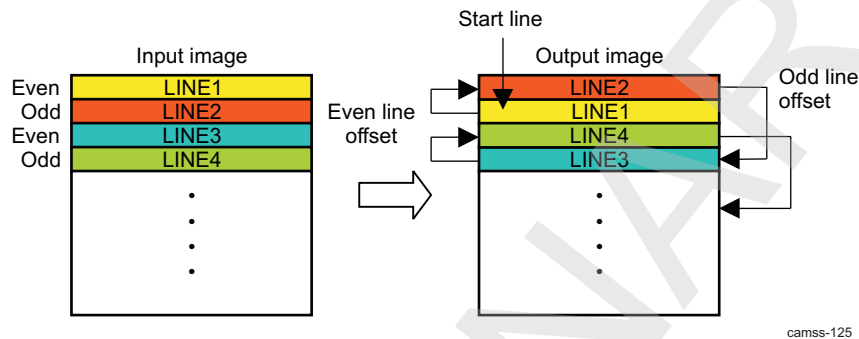 Start line
Input image
Output image
Even LINE1
Odd LINE2
Even LINE3
Odd LINE4
Even line
offset
LINE2
LINE1
LINE4
LINE3
Odd line
offset
camss-125